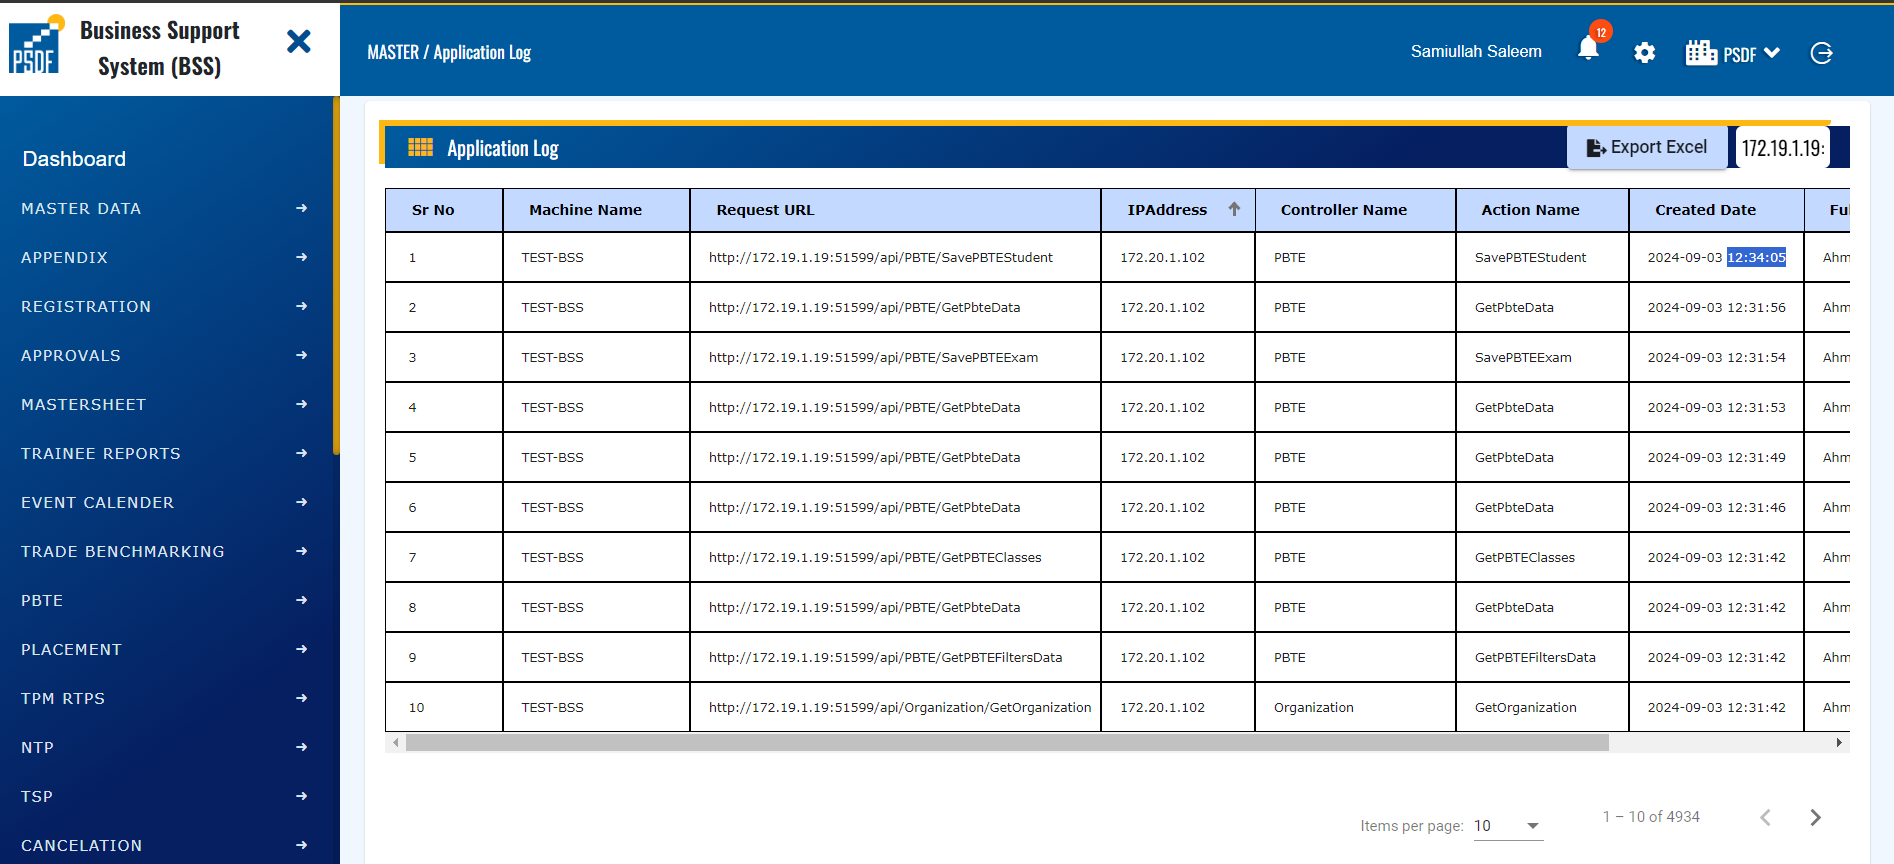 PSDF
Business Support
System (BSS)
MASTER / Application Log
Samiullah Saleem
12
PSDF
Dashboard
MASTER DATA
APPENDIX
REGISTRATION
APPROVALS
MASTERSHEET
TRAINEE REPORTS
EVENT CALENDER
TRADE BENCHMARKING
PBTE
PLACEMENT
TPM RTPS
NTP
TSP
CANCELATION
Application Log
Export Excel
172.19.1.19:
Sr No Machine Name Request URL IPAddress Controller Name Action Name Created Date Ful
1 TEST-BSS http://172.19.1.19:51599/api/PBTE/SavePBTEStudent 172.20.1.102 PBTE SavePBTEStudent 2024-09-03 12:34:05 Ahm
2 TEST-BSS http://172.19.1.19:51599/api/PBTE/GetPbteData 172.20.1.102 PBTE GetPbteData 2024-09-03 12:31:56 Ahm
3 TEST-BSS http://172.19.1.19:51599/api/PBTE/SavePBTEExam 172.20.1.102 PBTE SavePBTEExam 2024-09-03 12:31:54 Ahm
4 TEST-BSS http://172.19.1.19:51599/api/PBTE/GetPbteData 172.20.1.102 PBTE GetPbteData 2024-09-03 12:31:53 Ahm
5 TEST-BSS http://172.19.1.19:51599/api/PBTE/GetPbteData 172.20.1.102 PBTE GetPbteData 2024-09-03 12:31:49 Ahm
6 TEST-BSS http://172.19.1.19:51599/api/PBTE/GetPbteData 172.20.1.102 PBTE GetPbteData 2024-09-03 12:31:46 Ahm
7 TEST-BSS http://172.19.1.19:51599/api/PBTE/GetPBTEClasses 172.20.1.102 PBTE GetPBTEClasses 2024-09-03 12:31:42 Ahm
8 TEST-BSS http://172.19.1.19:51599/api/PBTE/GetPbteData 172.20.1.102 PBTE GetPbteData 2024-09-03 12:31:42 Ahm
9 TEST-BSS http://172.19.1.19:51599/api/PBTE/GetPBTEFiltersData 172.20.1.102 PBTE GetPBTEFiltersData 2024-09-03 12:31:42 Ahm
10 TEST-BSS http://172.19.1.19:51599/api/Organization/GetOrganization 172.20.1.102 Organization GetOrganization 2024-09-03 12:31:42 Ahm
Items per page: 10 1 – 10 of 4934